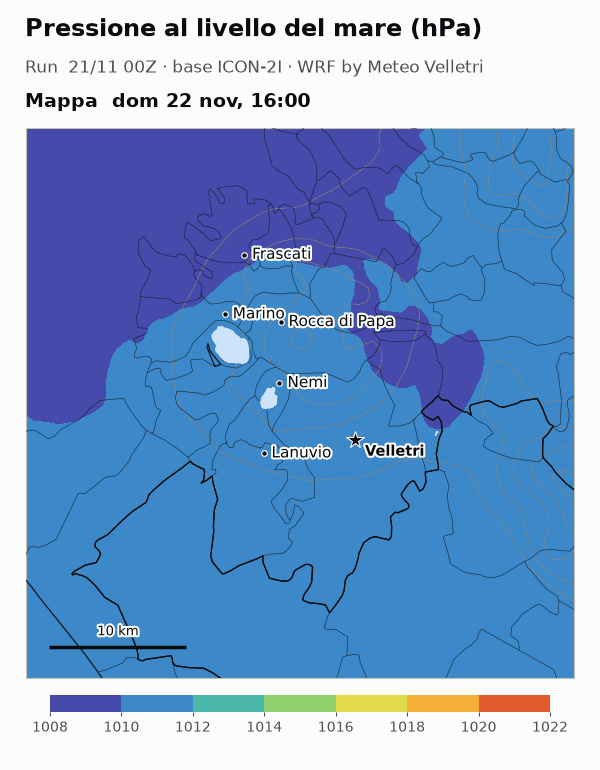 Pressione al livello del mare (hPa)
Run 21/11 00Z · base ICON-2I · WRF by Meteo Velletri
Mappa dom 22 nov, 16:00
Frascati
Marino
Rocca di Papa
Nemi
Velletri
Lanuvio
10 km
1008 1010 1012 1014 1016 1018 1020 1022